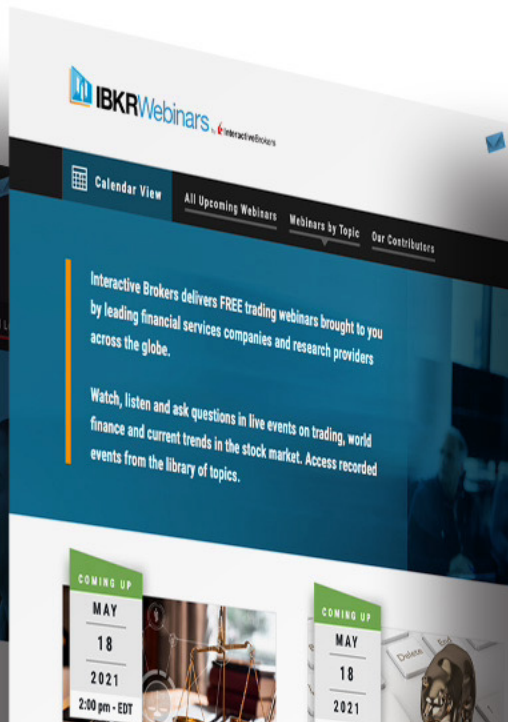 IBKRWebinars by InteractiveBrokers
Calendar View
All Upcoming Webinars
Webinars by Topic
Our Contributors
Interactive Brokers delivers FREE trading webinars brought to you
by leading financial services companies and research providers
across the globe.
Watch, listen and ask questions in live events on trading, world
finance and current trends in the stock market. Access recorded
events from the library of topics.
COMING UP
MAY
18
2021
2:00 pm - EDT
COMING UP
MAY
18
2021
Delete
End